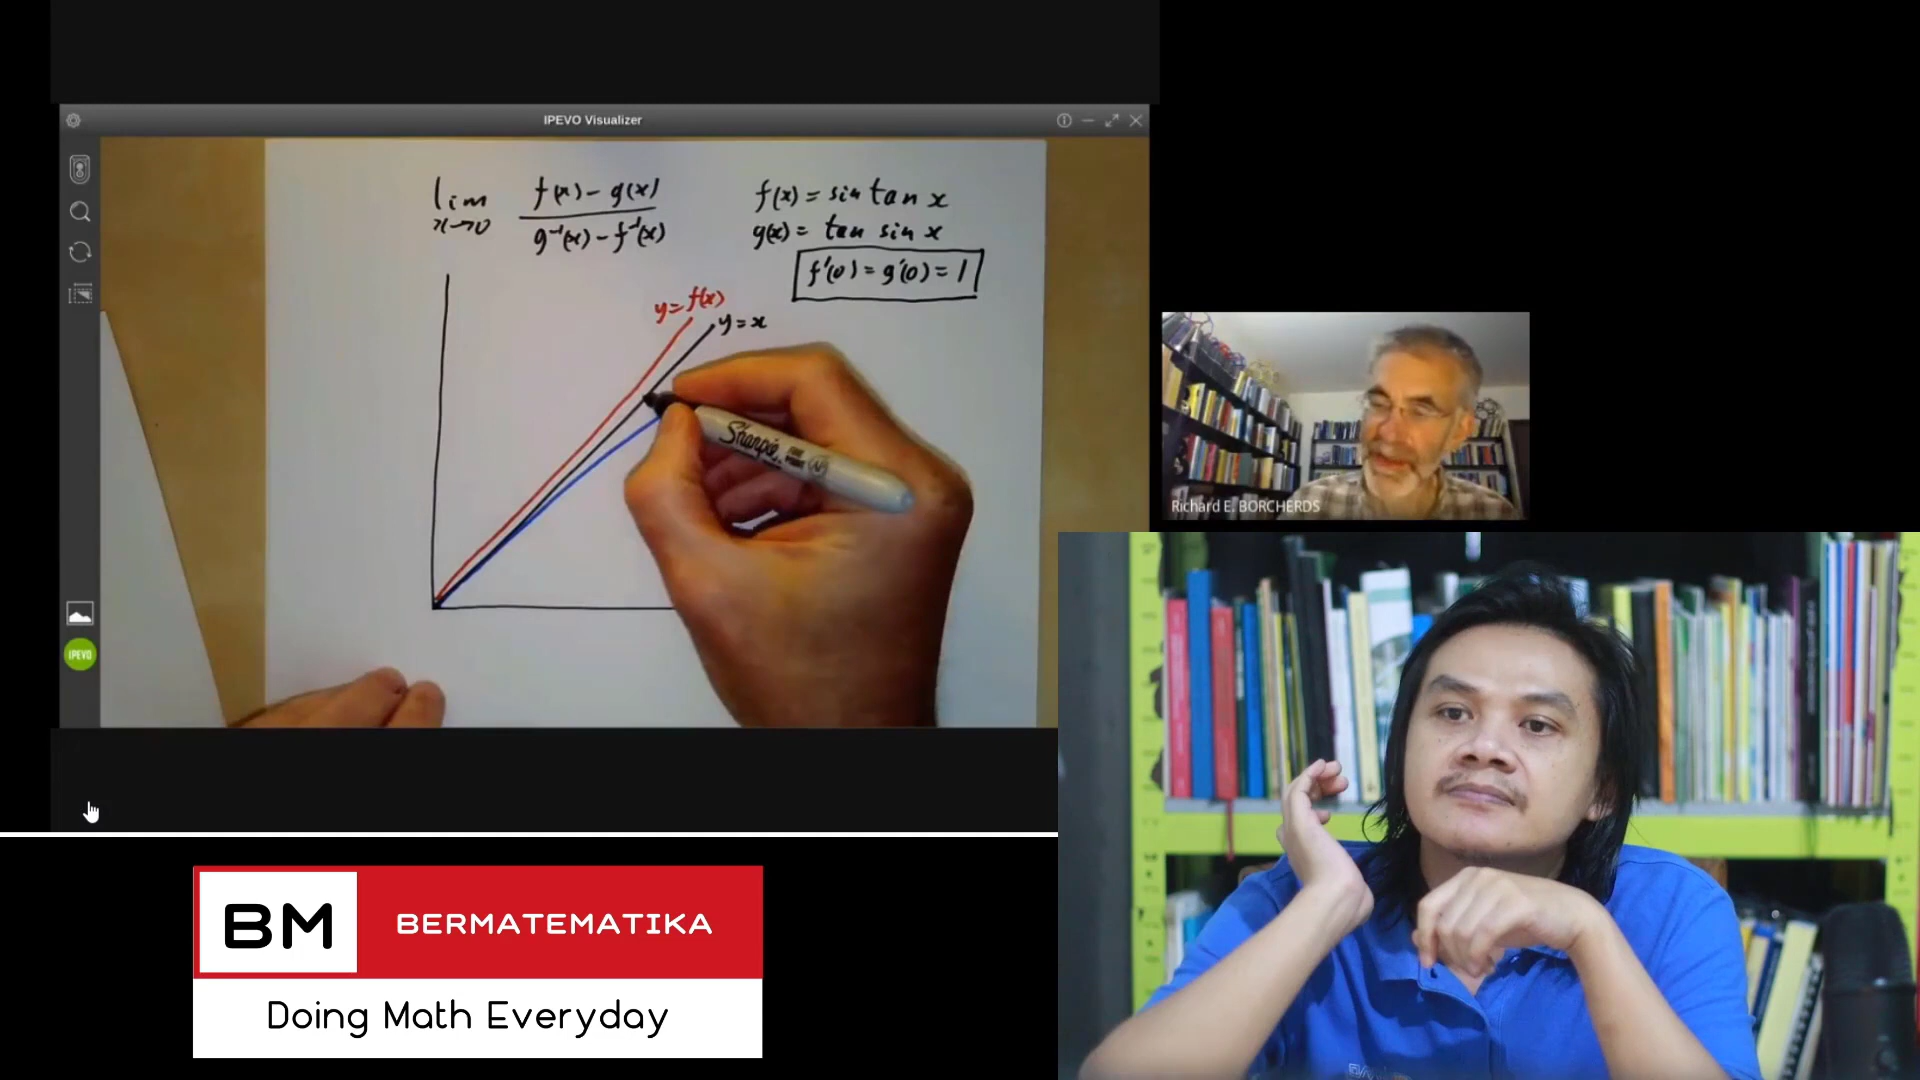 IPEVO Visualizer
lim x→0 f(x) – g(x) / g⁻¹(x) – f⁻¹(x)
f(x) = sin tan x
g(x) = tan sin x
f'(0) = g'(0) = 1
y = f(x)
y = x
Sharpie
IPEVO
Richard E. BORCHERDS
BM BERMATEMATIKA
Doing Math Everyday